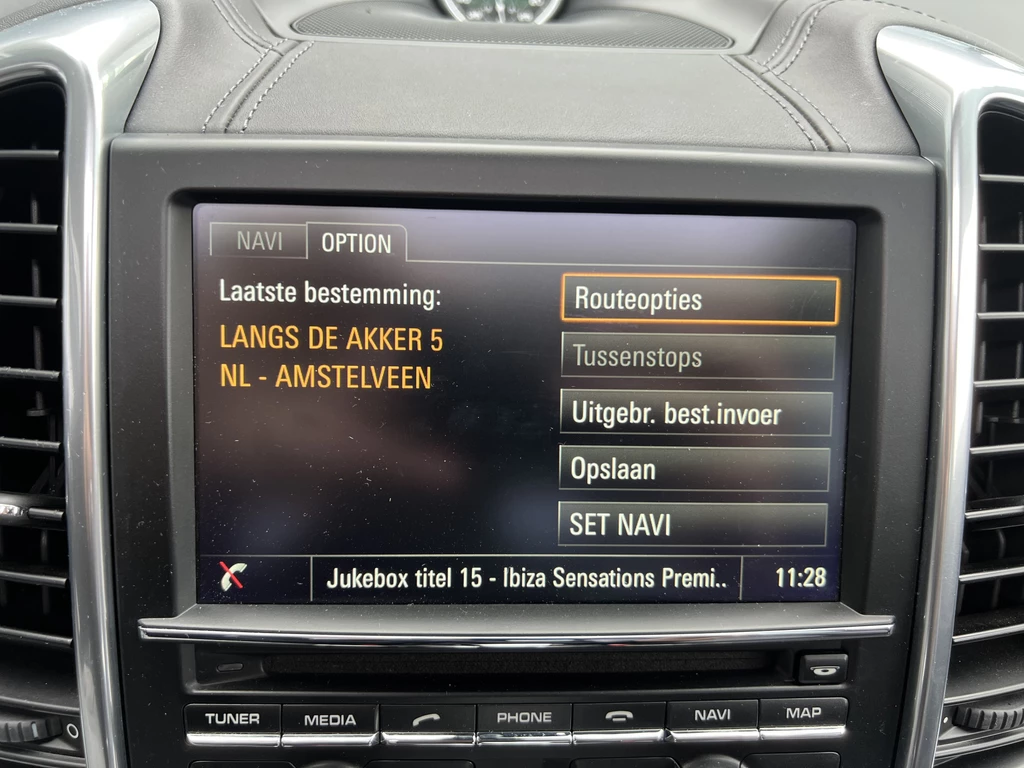 NAVI
OPTION
Laatste bestemming:
LANGS DE AKKER 5
NL - AMSTELVEEN
Routeopties
Tussenstops
Uitgebr. best.invoer
Opslaan
SET NAVI
Jukebox titel 15 - Ibiza Sensations Premi..
11:28
TUNER
MEDIA
PHONE
NAVI
MAP